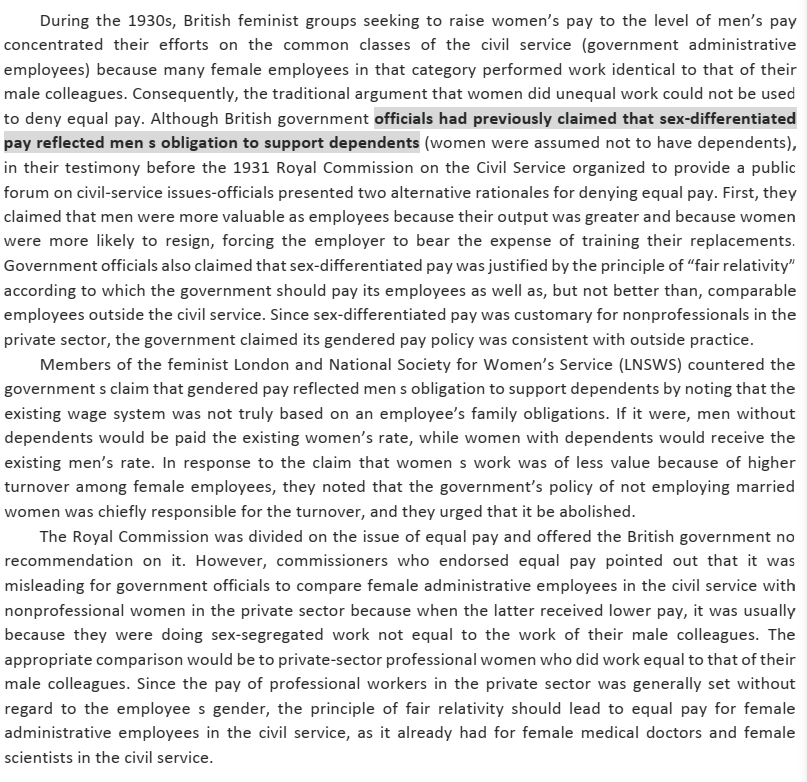 During the 1930s, British feminist groups seeking to raise women’s pay to the level of men’s pay
concentrated their efforts on the common classes of the civil service (government administrative
employees) because many female employees in that category performed work identical to that of their
male colleagues. Consequently, the traditional argument that women did unequal work could not be used
to deny equal pay. Although British government officials had previously claimed that sex-differentiated
pay reflected men s obligation to support dependents (women were assumed not to have dependents),
in their testimony before the 1931 Royal Commission on the Civil Service organized to provide a public
forum on civil-service issues-officials presented two alternative rationales for denying equal pay. First, they
claimed that men were more valuable as employees because their output was greater and because women
were more likely to resign, forcing the employer to bear the expense of training their replacements.
Government officials also claimed that sex-differentiated pay was justified by the principle of “fair relativity”
according to which the government should pay its employees as well as, but not better than, comparable
employees outside the civil service. Since sex-differentiated pay was customary for nonprofessionals in the
private sector, the government claimed its gendered pay policy was consistent with outside practice.
Members of the feminist London and National Society for Women’s Service (LNSWS) countered the
government s claim that gendered pay reflected men s obligation to support dependents by noting that the
existing wage system was not truly based on an employee’s family obligations. If it were, men without
dependents would be paid the existing women’s rate, while women with dependents would receive the
existing men’s rate. In response to the claim that women s work was of less value because of higher
turnover among female employees, they noted that the government’s policy of not employing married
women was chiefly responsible for the turnover, and they urged that it be abolished.
The Royal Commission was divided on the issue of equal pay and offered the British government no
recommendation on it. However, commissioners who endorsed equal pay pointed out that it was
misleading for government officials to compare female administrative employees in the civil service with
nonprofessional women in the private sector because when the latter received lower pay, it was usually
because they were doing sex-segregated work not equal to the work of their male colleagues. The
appropriate comparison would be to private-sector professional women who did work equal to that of their
male colleagues. Since the pay of professional workers in the private sector was generally set without
regard to the employee s gender, the principle of fair relativity should lead to equal pay for female
administrative employees in the civil service, as it already had for female medical doctors and female
scientists in the civil service.